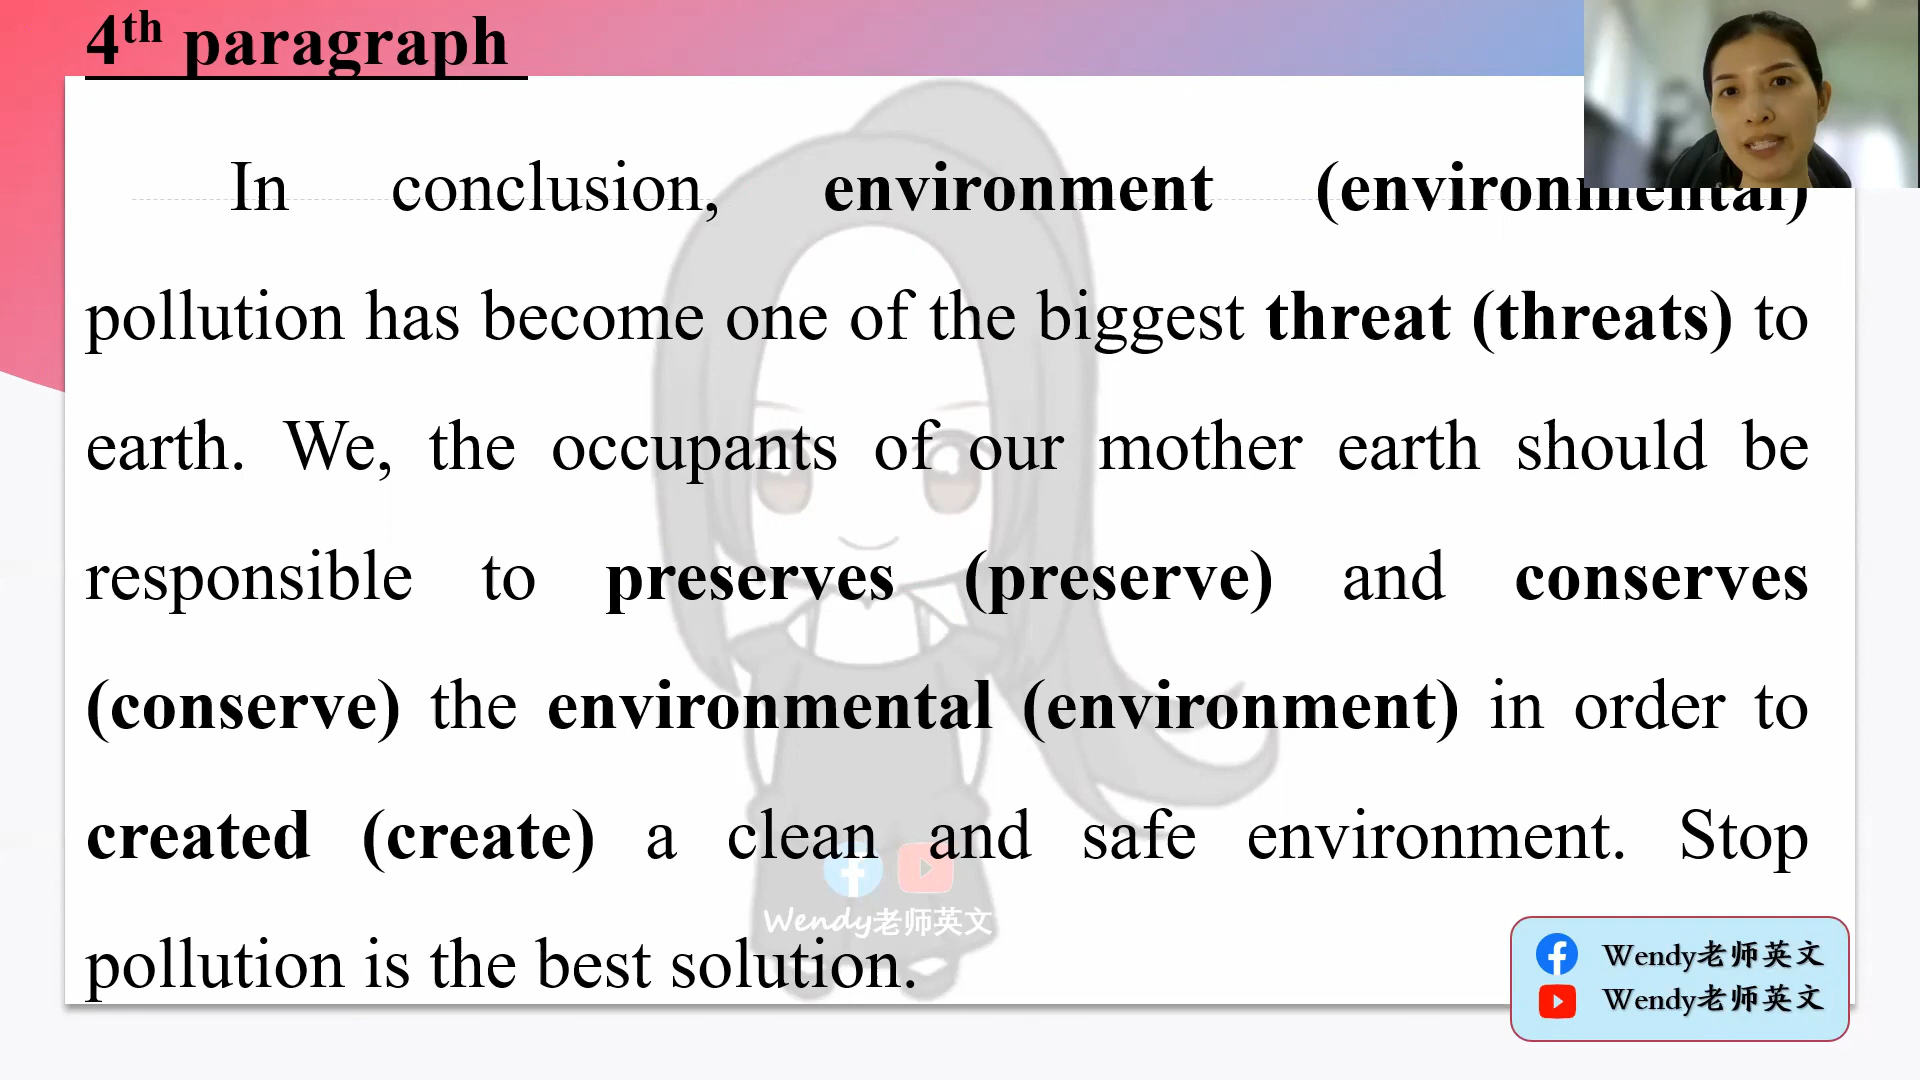 4th paragraph
In conclusion, environment (environmental)
pollution has become one of the biggest threat (threats) to
earth. We, the occupants of our mother earth should be
responsible to preserves (preserve) and conserves
(conserve) the environmental (environment) in order to
created (create) a clean and safe environment. Stop
pollution is the best solution.
Wendy老师英文
Wendy老师英文
Wendy老师英文